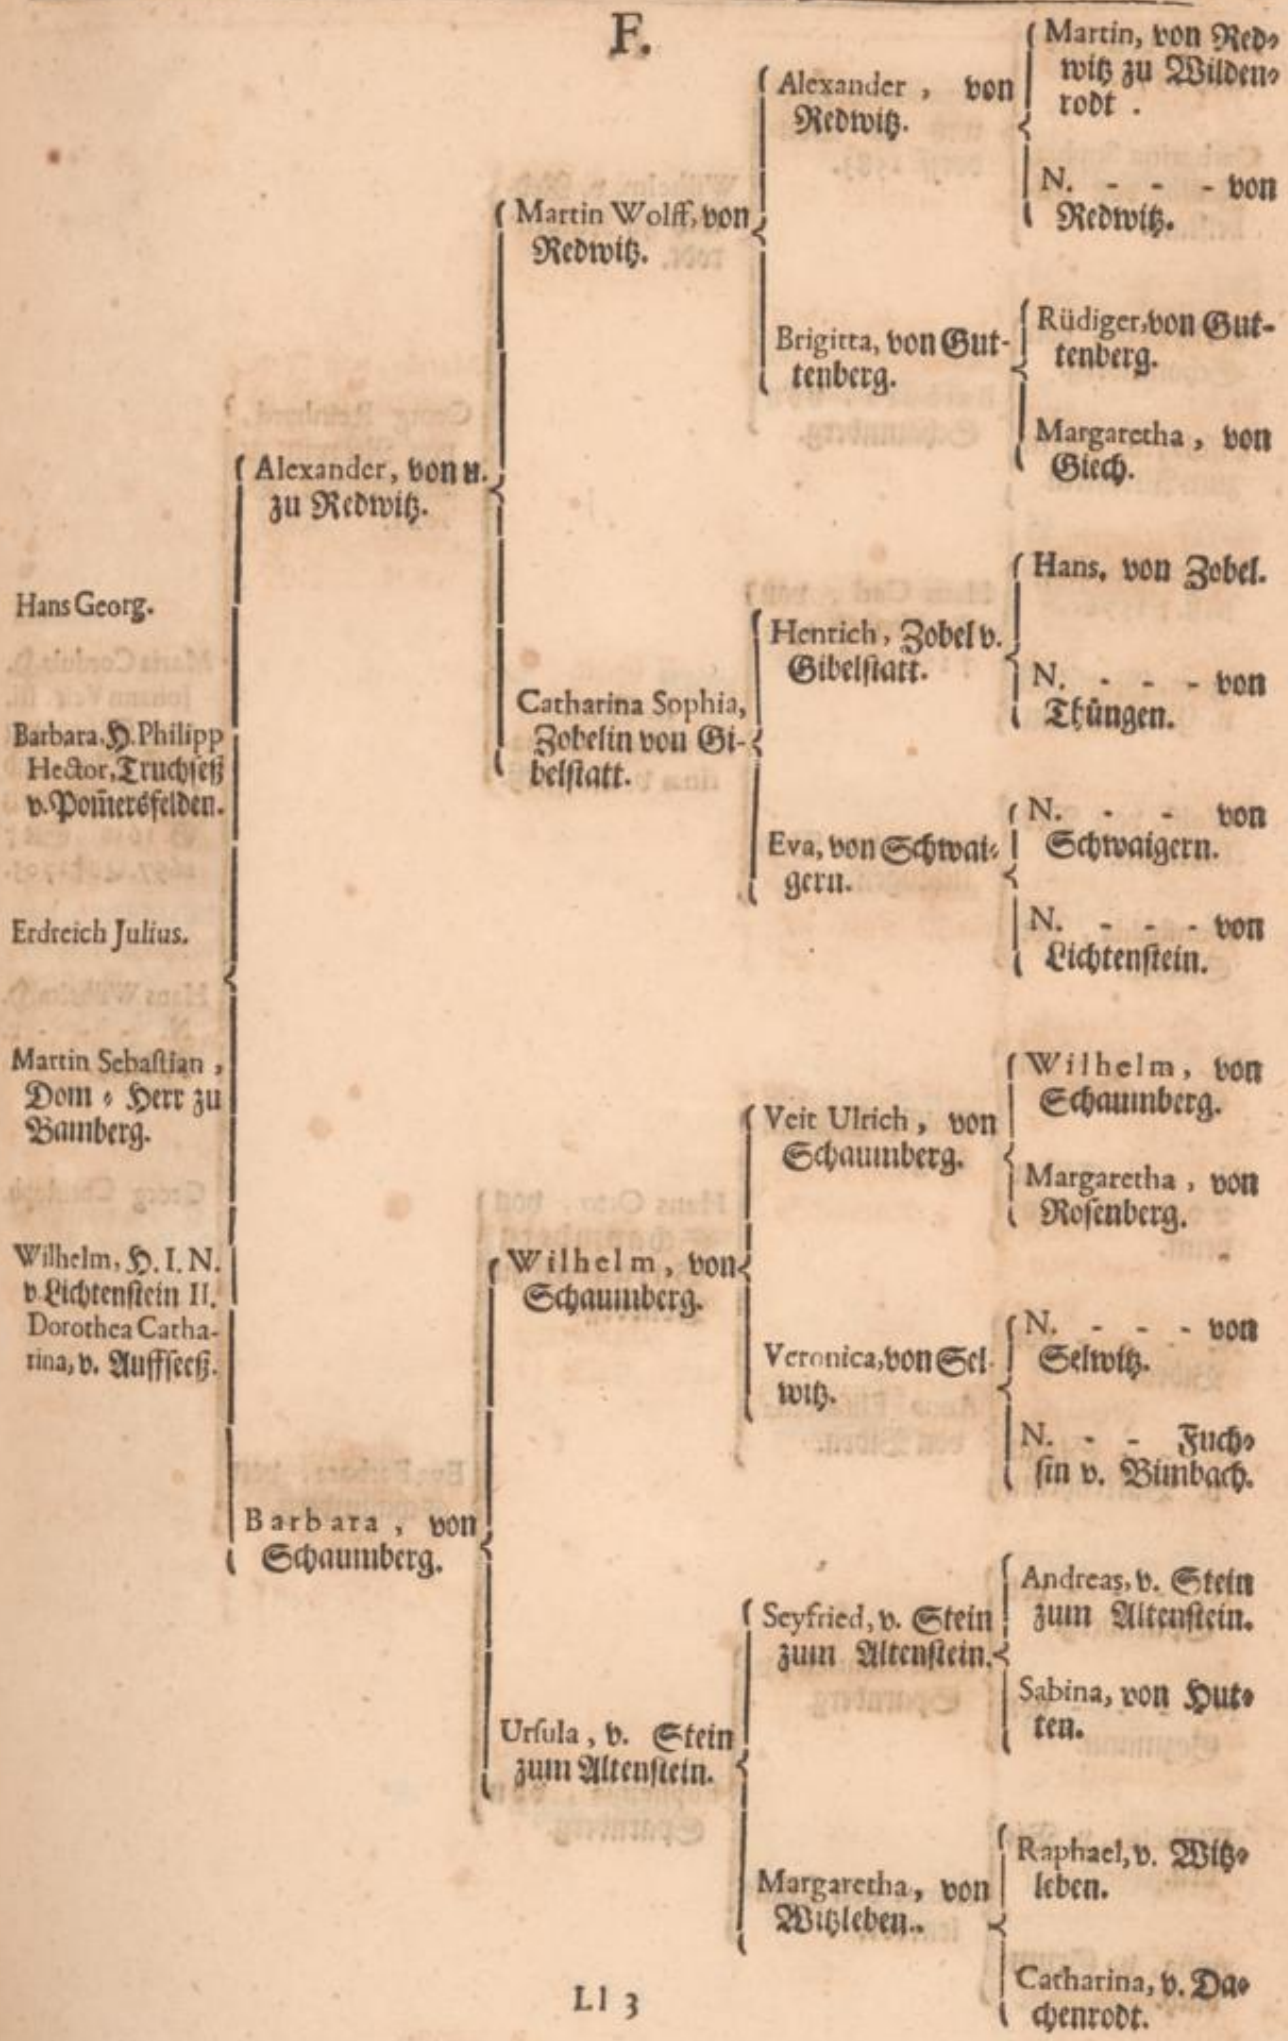 F.
Hans Georg.
Barbara, H. Philipp
Hector, Truchseß
v. Pom̃ersfelden.
Erdreich Julius.
Martin Sebaſtian,
Dom⸗Herr zu
Bamberg.
Wilhelm, H. I. N.
v. Lichtenſtein II.
Dorothea Catha-
rina, v. Auffſeeß.
Alexander, von u.
zu Redwitz.
Barbara, von
Schaumberg.
Martin Wolff, von
Redwitz.
Catharina Sophia,
Zobelin von Gi-
belſtatt.
Wilhelm, von
Schaumberg.
Urſula, v. Stein
zum Altenſtein.
Alexander, von
Redwitz.
Brigitta, von Gut-
tenberg.
Henrich, Zobel v.
Gibelſtatt.
Eva, von Schwai⸗
gern.
Veit Ulrich, von
Schaumberg.
Veronica, von Sel-
witz.
Seyfried, v. Stein
zum Altenſtein.
Margaretha, von
Witzleben.
Martin, von Red⸗
witz zu Wilden⸗
rodt.
N. - - - von
Redwitz.
Rüdiger, von Gut-
tenberg.
Margaretha, von
Giech.
Hans, von Zobel.
N. - - - von
Thüngen.
N. - - von
Schwaigern.
N. - - - von
Lichtenſtein.
Wilhelm, von
Schaumberg.
Margaretha, von
Roſenberg.
N. - - - von
Selwitz.
N. - - Fuch⸗
ſin v. Bimbach.
Andreas, v. Stein
zum Altenſtein.
Sabina, von Hut⸗
ten.
Raphael, v. Witz⸗
leben.
Catharina, v. Da⸗
chenrodt.
Ll 3